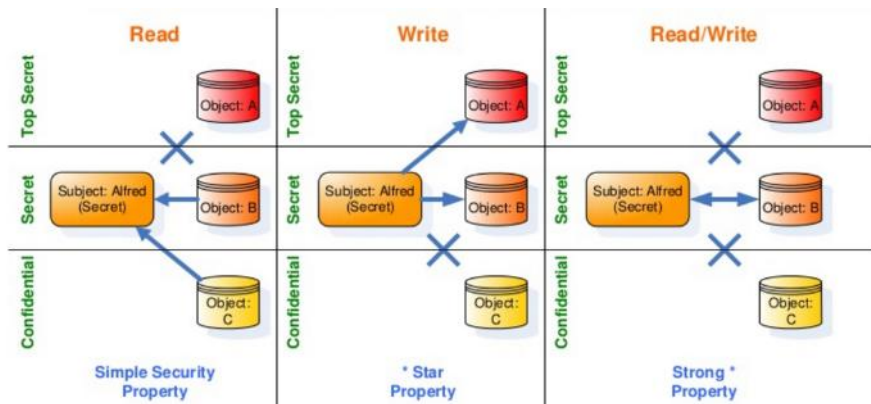 Read
Write
Read/Write
Top Secret
Object: A
Top Secret
Object: A
Top Secret
Object: A
Secret
Subject: Alfred
(Secret)
Object: B
Secret
Subject: Alfred
(Secret)
Object: B
Secret
Subject: Alfred
(Secret)
Object: B
Confidential
Object:
C
Confidential
Object:
C
Confidential
Object:
C
Simple Security
Property
* Star
Property
Strong *
Property